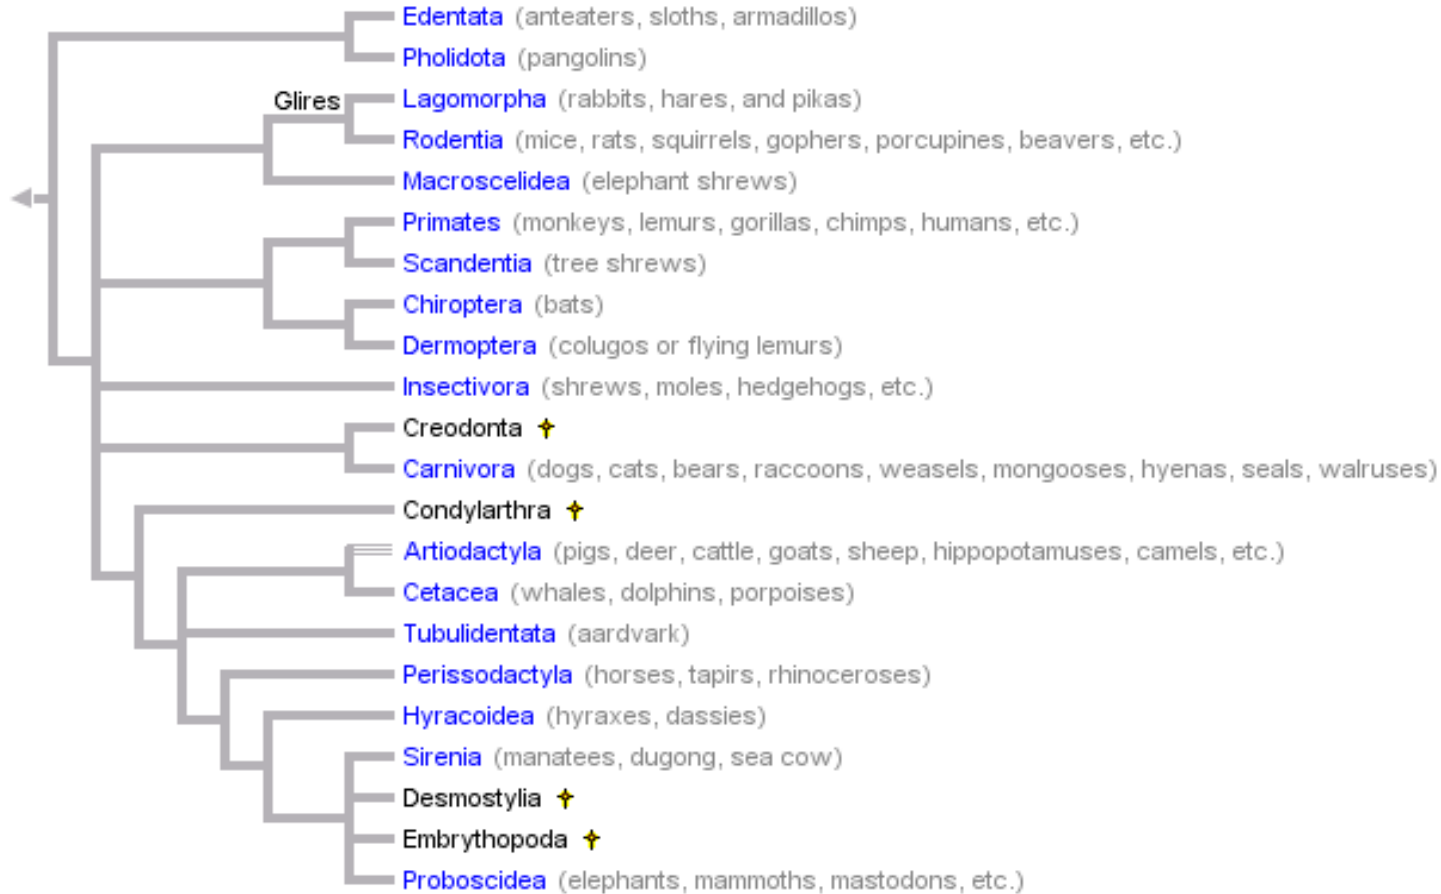 Edentata (anteaters, sloths, armadillos)
Pholidota (pangolins)
Glires
Lagomorpha (rabbits, hares, and pikas)
Rodentia (mice, rats, squirrels, gophers, porcupines, beavers, etc.)
Macroscelidea (elephant shrews)
Primates (monkeys, lemurs, gorillas, chimps, humans, etc.)
Scandentia (tree shrews)
Chiroptera (bats)
Dermoptera (colugos or flying lemurs)
Insectivora (shrews, moles, hedgehogs, etc.)
Creodonta
Carnivora (dogs, cats, bears, raccoons, weasels, mongooses, hyenas, seals, walruses)
Condylarthra
Artiodactyla (pigs, deer, cattle, goats, sheep, hippopotamuses, camels, etc.)
Cetacea (whales, dolphins, porpoises)
Tubulidentata (aardvark)
Perissodactyla (horses, tapirs, rhinoceroses)
Hyracoidea (hyraxes, dassies)
Sirenia (manatees, dugong, sea cow)
Desmostylia
Embrythopoda
Proboscidea (elephants, mammoths, mastodons, etc.)